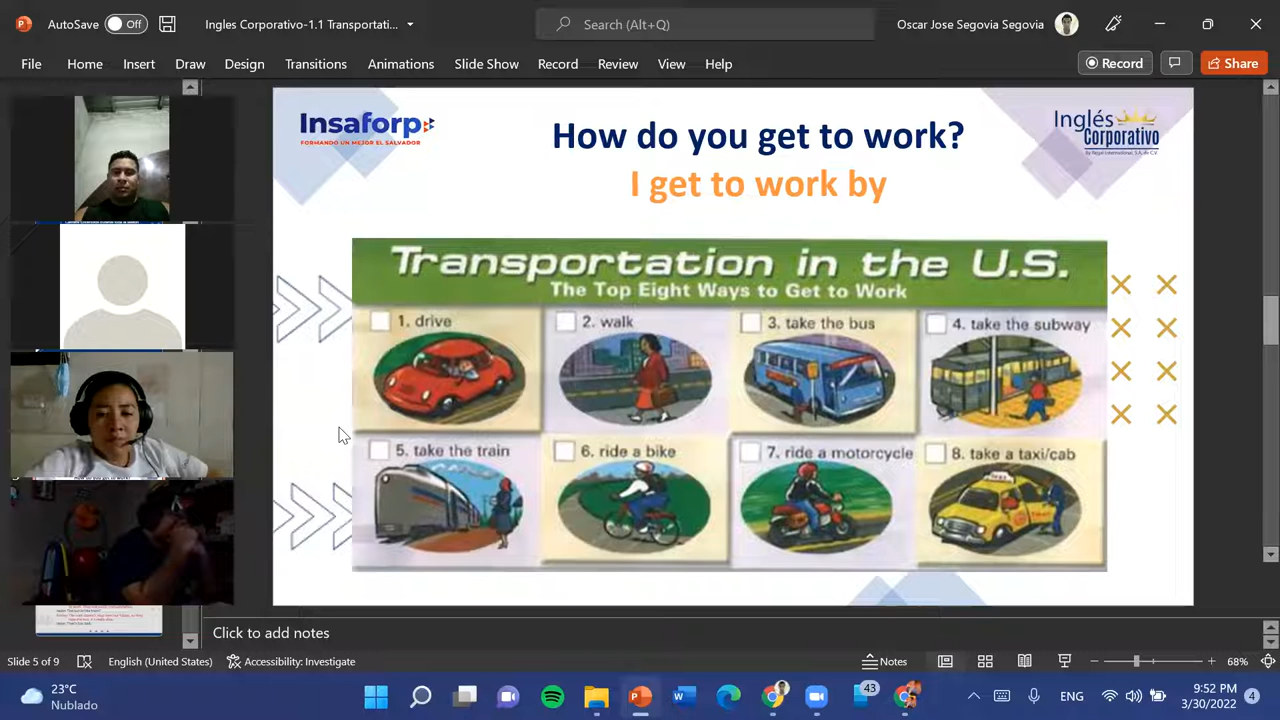 AutoSave Off Ingles Corporativo-1.1 Transportati... Search (Alt+Q) Oscar Jose Segovia Segovia
File Home Insert Draw Design Transitions Animations Slide Show Record Review View Help Record Share
Insaforp
FORMANDO UN MEJOR EL SALVADOR
Inglés
Corporativo
How do you get to work?
I get to work by
Transportation in the U.S.
The Top Eight Ways to Get to Work
1. drive 2. walk 3. take the bus 4. take the subway
5. take the train 6. ride a bike 7. ride a motorcycle 8. take a taxi/cab
Click to add notes
Slide 5 of 9 English (United States) Accessibility: Investigate Notes 68%
23°C
Nublado
43
ENG
9:52 PM
3/30/2022
4